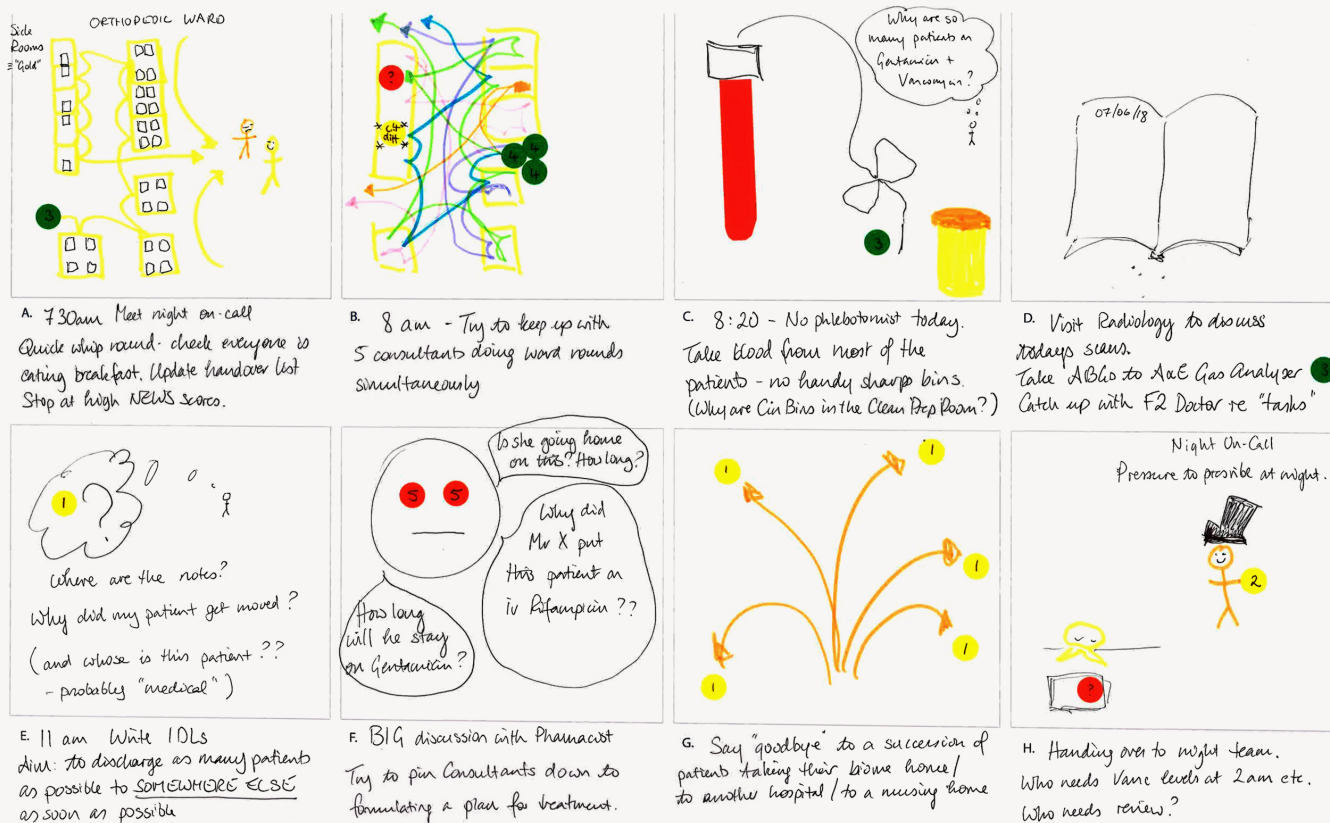 ORTHOPEDIC WARD
Side
Rooms
= "Gold"
3
A. 730am Meet night on-call
Quick whip round - check everyone is
eating breakfast. Update handover list
Stop at high NEWS scores.
?
C diff
4
4
4
B. 8 am - Try to keep up with
5 consultants doing ward rounds
simultaneously
Why are so
many patients on
Gentamicin +
Vancomycin?
3
C. 8:20 - No phlebotomist today.
Take blood from most of the
patients - no handy sharps bins.
(Why are Cin Bins in the Clean Prep Room?)
07/06/18
D. Visit Radiology to discuss
todays scans.
Take ABGs to A&E Gas Analyser 3
Catch up with F2 Doctor re "tasks"
1
?
Where are the notes?
Why did my patient get moved?
(and whose is this patient??
- probably "medical")
E. 11 am Write IDLs
Aim: to discharge as many patients
as possible to SOMEWHERE ELSE
as soon as possible
Is she going home
on this? How long?
5 5
Why did
Mr X put
this patient on
iv Rifampicin??
How long
will he stay
on Gentamicin?
F. BIG discussion with Pharmacist
Try to pin Consultants down to
formulating a plan for treatment.
1
1
1
1
1
G. Say "goodbye" to a succession of
patients taking their biome home/
to another hospital / to a nursing home
Night On-Call
Pressure to prescribe at night.
2
?
H. Handing over to night team.
Who needs Vanc levels at 2am etc.
Who needs review?